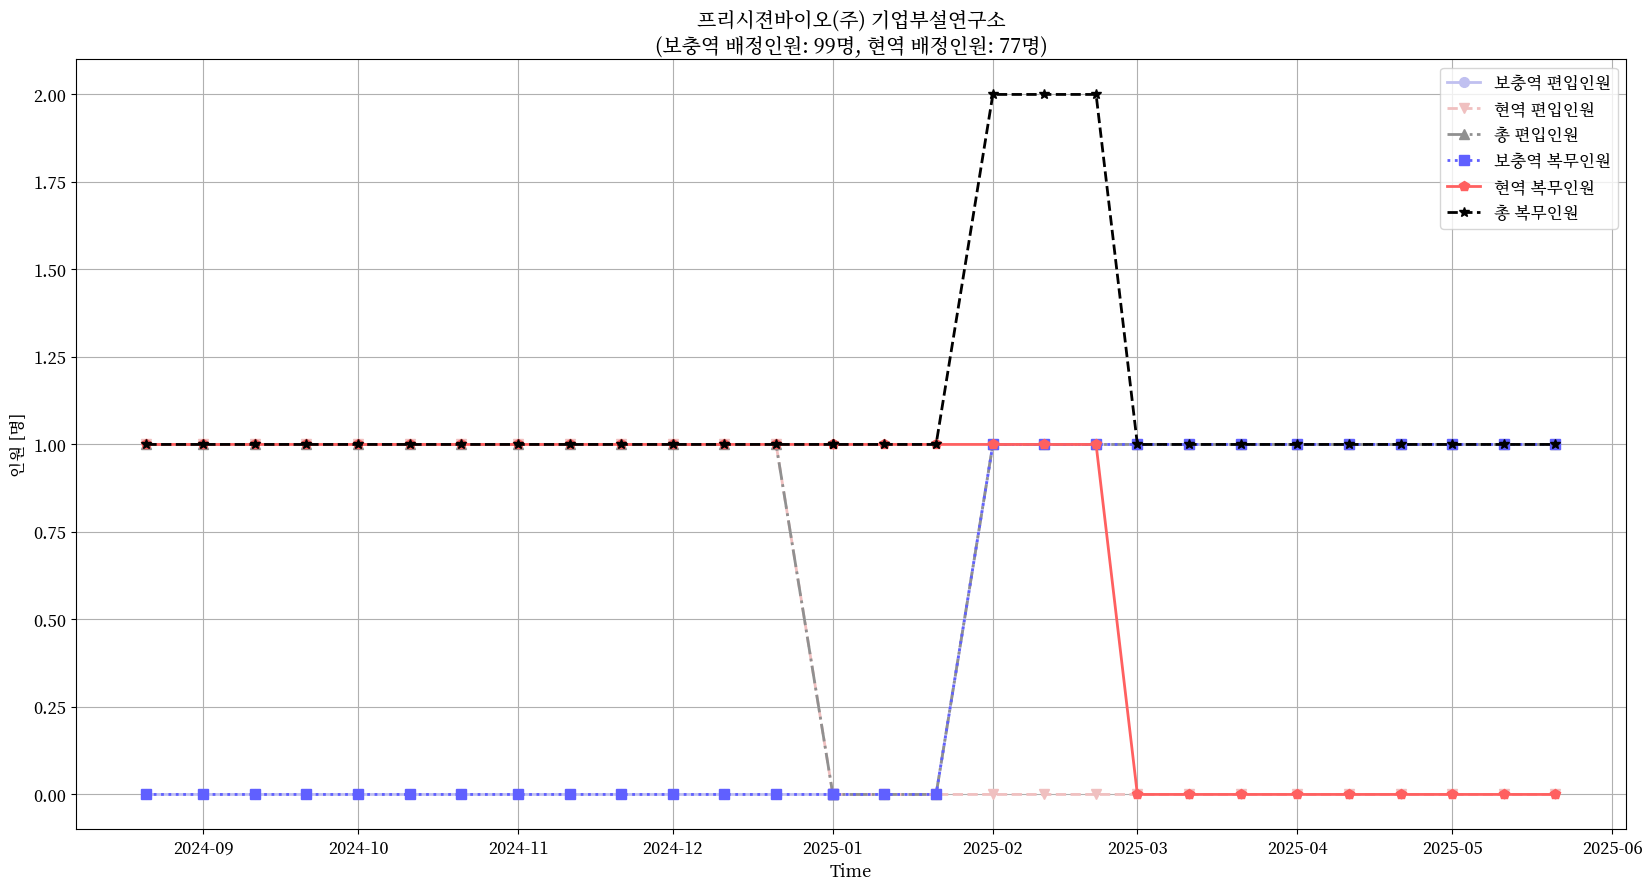 프리시젼바이오(주) 기업부설연구소
(보충역 배정인원: 99명, 현역 배정인원: 77명)
보충역 편입인원
현역 편입인원
총 편입인원
보충역 복무인원
현역 복무인원
총 복무인원
인원 [명]
2.00
1.75
1.50
1.25
1.00
0.75
0.50
0.25
0.00
2024-09
2024-10
2024-11
2024-12
2025-01
2025-02
2025-03
2025-04
2025-05
2025-06
Time